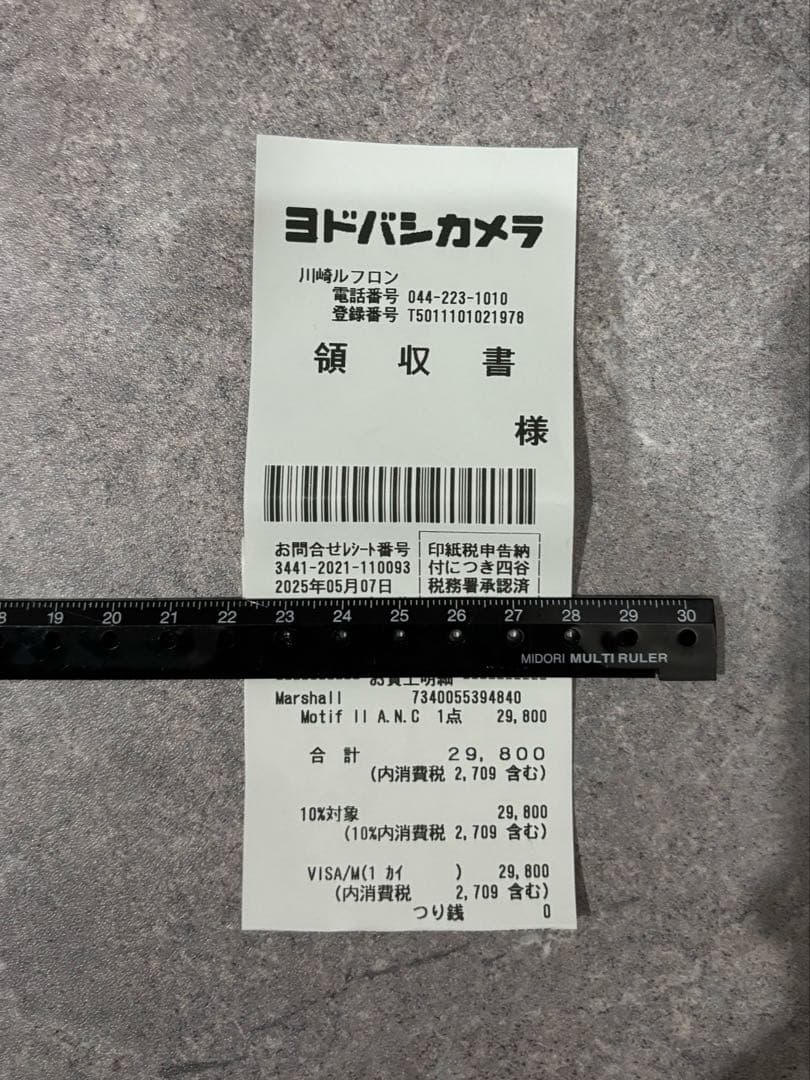 ヨドバシカメラ
川崎ルフロン
電話番号 044-223-1010
登録番号 T5011101021978
領 収 書
様
お問合せﾚｼｰﾄ番号
3441-2021-110093
2025年05月07日
印紙税申告納
付につき四谷
税務署承認済
19 20 21 22 23 24 25 26 27 28 29 30
MIDORI MULTI RULER
お買上明細
Marshall 7340055394840
Motif II A.N.C 1点 29,800
合 計 29,800
(内消費税 2,709 含む)
10%対象 29,800
(10%内消費税 2,709 含む)
VISA/M(1 ｶｲ ) 29,800
(内消費税 2,709 含む)
つり銭 0